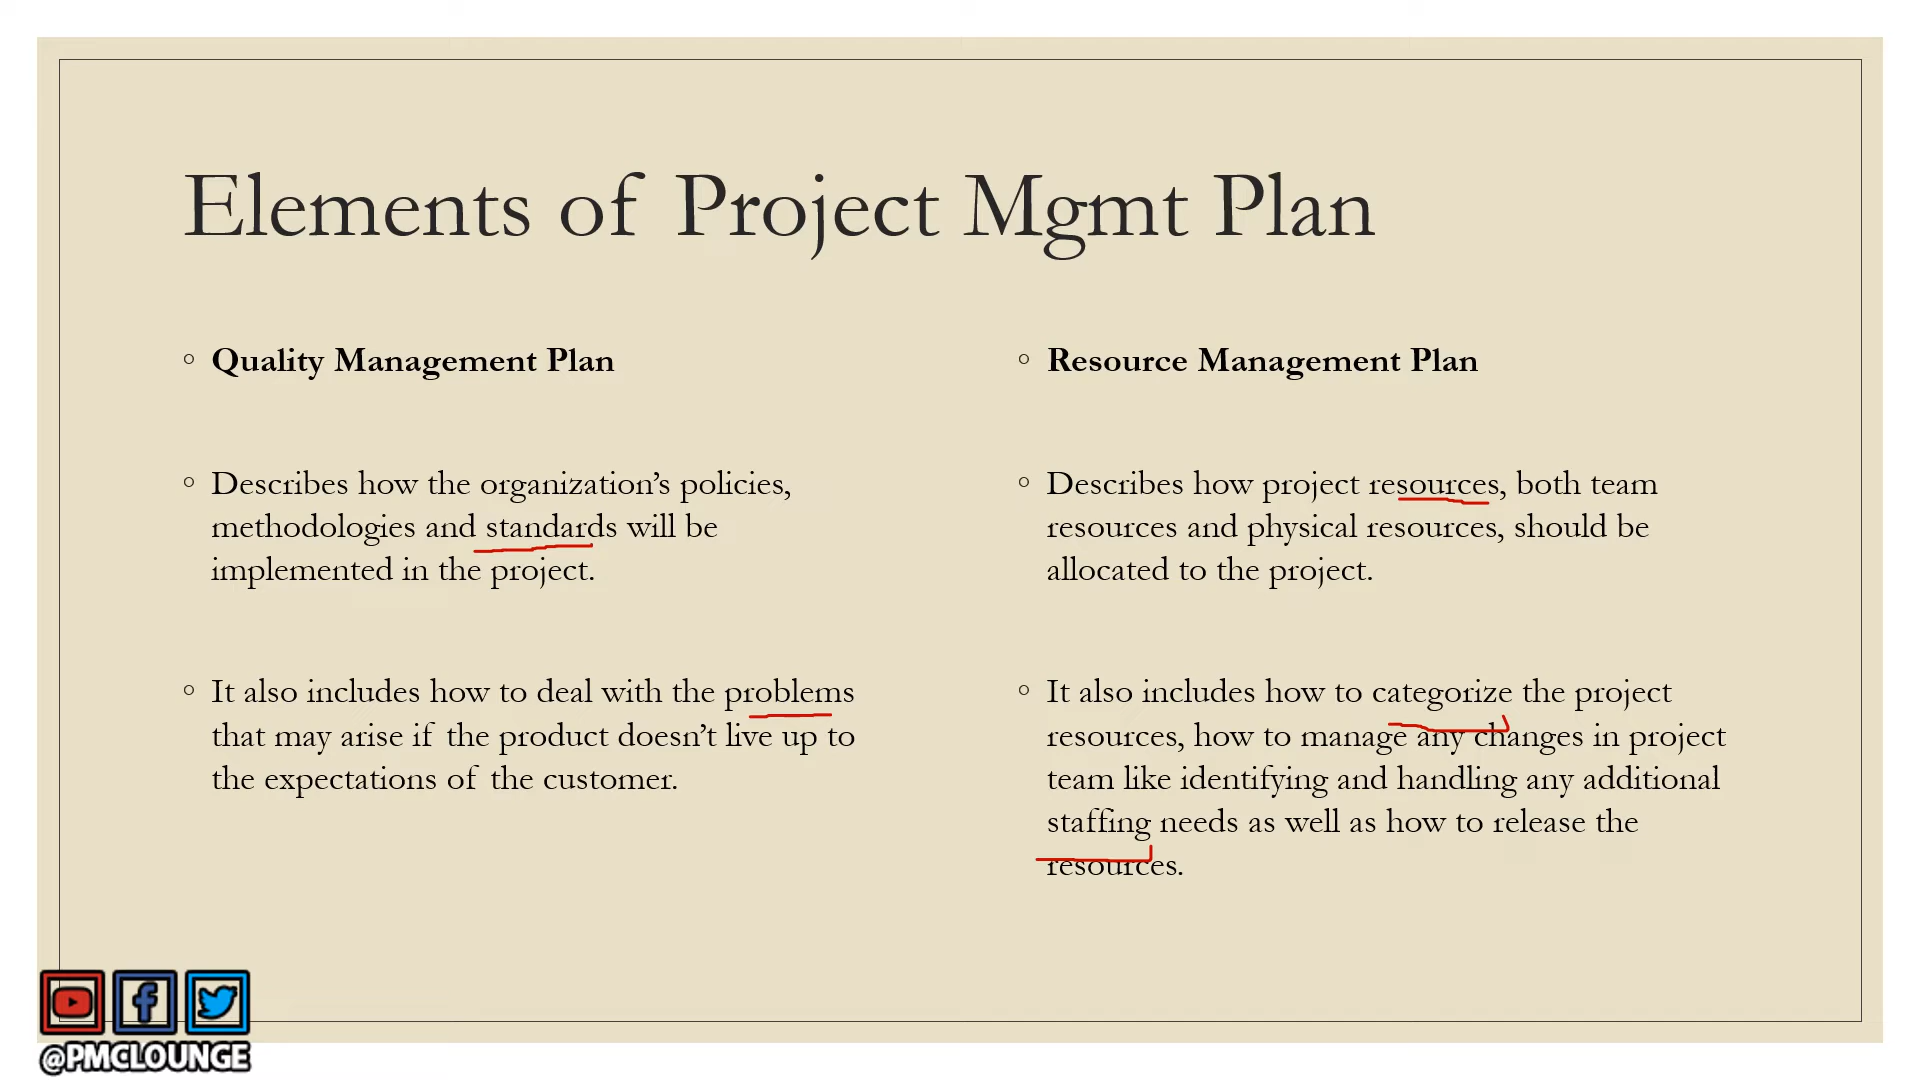 Elements of Project Mgmt Plan
◦ Quality Management Plan
◦ Describes how the organization’s policies,
methodologies and standards will be
implemented in the project.
◦ It also includes how to deal with the problems
that may arise if the product doesn’t live up to
the expectations of the customer.
◦ Resource Management Plan
◦ Describes how project resources, both team
resources and physical resources, should be
allocated to the project.
◦ It also includes how to categorize the project
resources, how to manage any changes in project
team like identifying and handling any additional
staffing needs as well as how to release the
resources.
@PMCLOUNGE